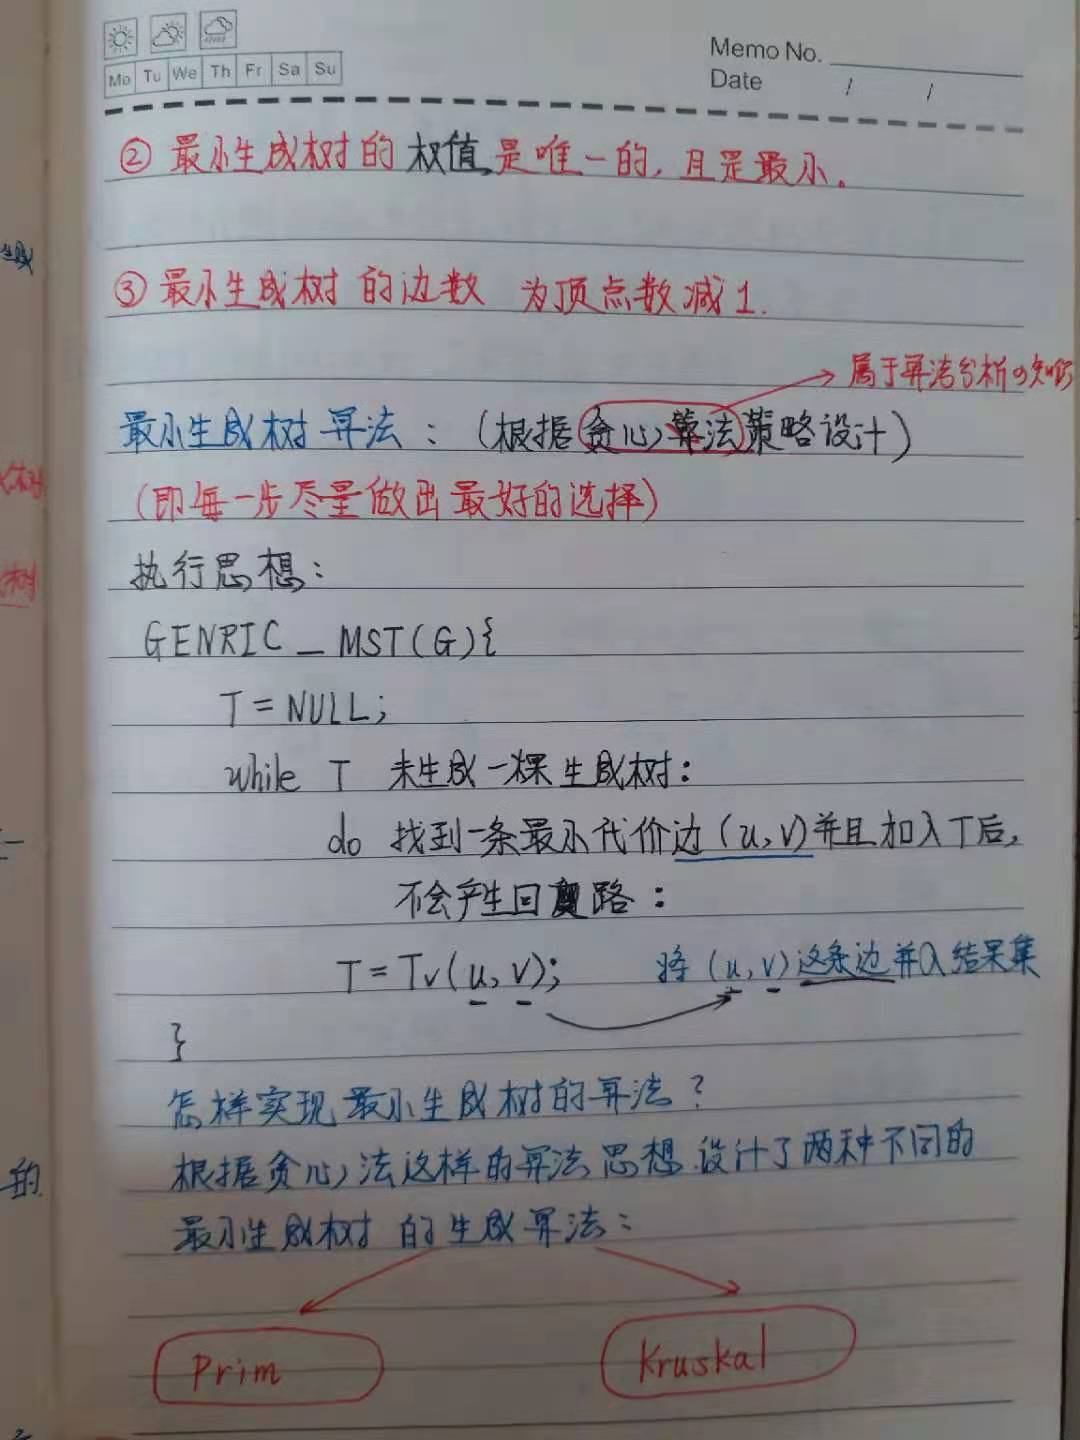 Mo Tu We Th Fr Sa Su
Memo No.
Date / /
② 最小生成树的权值是唯一的,且是最小.
③ 最小生成树的边数 为顶点数减1.
属于算法分析の知识
最小生成树算法:(根据贪心算法策略设计)
(即每一步尽量做出最好的选择)
执行思想:
GENRIC_MST(G){
T=NULL;
while T 未生成一棵生成树:
do 找到一条最小代价边(u,v)并且加入T后,
不会产生回路:
T=Tv(u,v); 将(u,v)这条边并入结果集
}
怎样实现最小生成树的算法?
根据贪心法这样的算法思想.设计了两种不同的
最小生成树的生成算法:
Prim
Kruskal
的